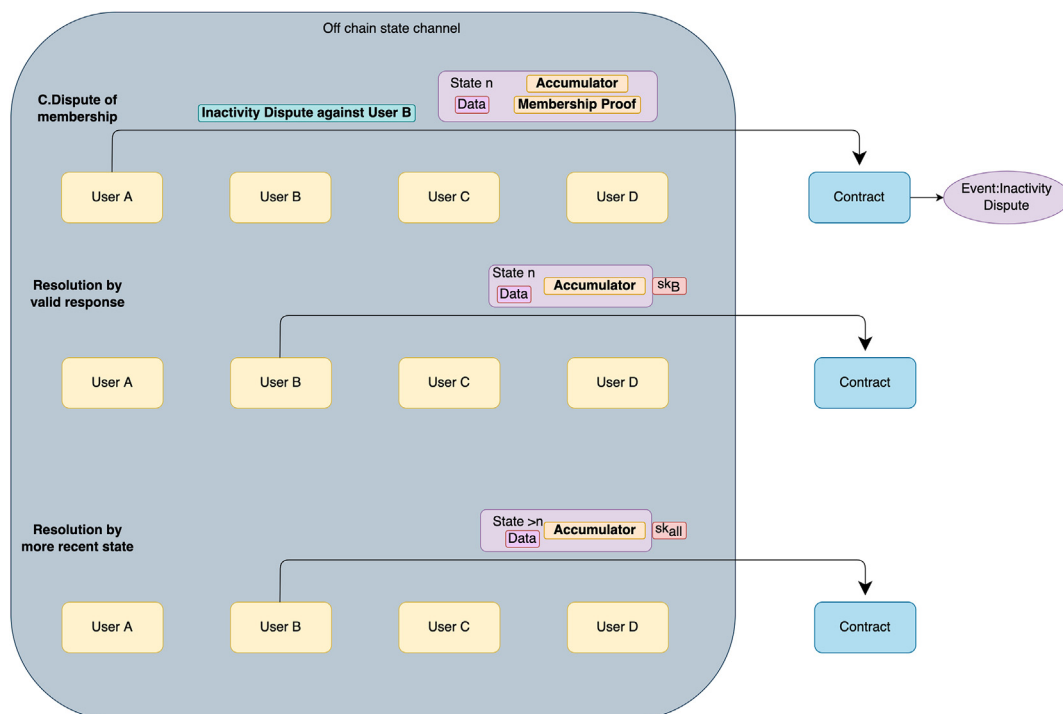 Off chain state channel
C.Dispute of
membership
Inactivity Dispute against User B
State n
Accumulator
Data
Membership Proof
User A
User B
User C
User D
Contract
Event:Inactivity
Dispute
Resolution by
valid response
State n
Data
Accumulator
skB
User A
User B
User C
User D
Contract
Resolution by
more recent state
State >n
Data
Accumulator
skall
User A
User B
User C
User D
Contract